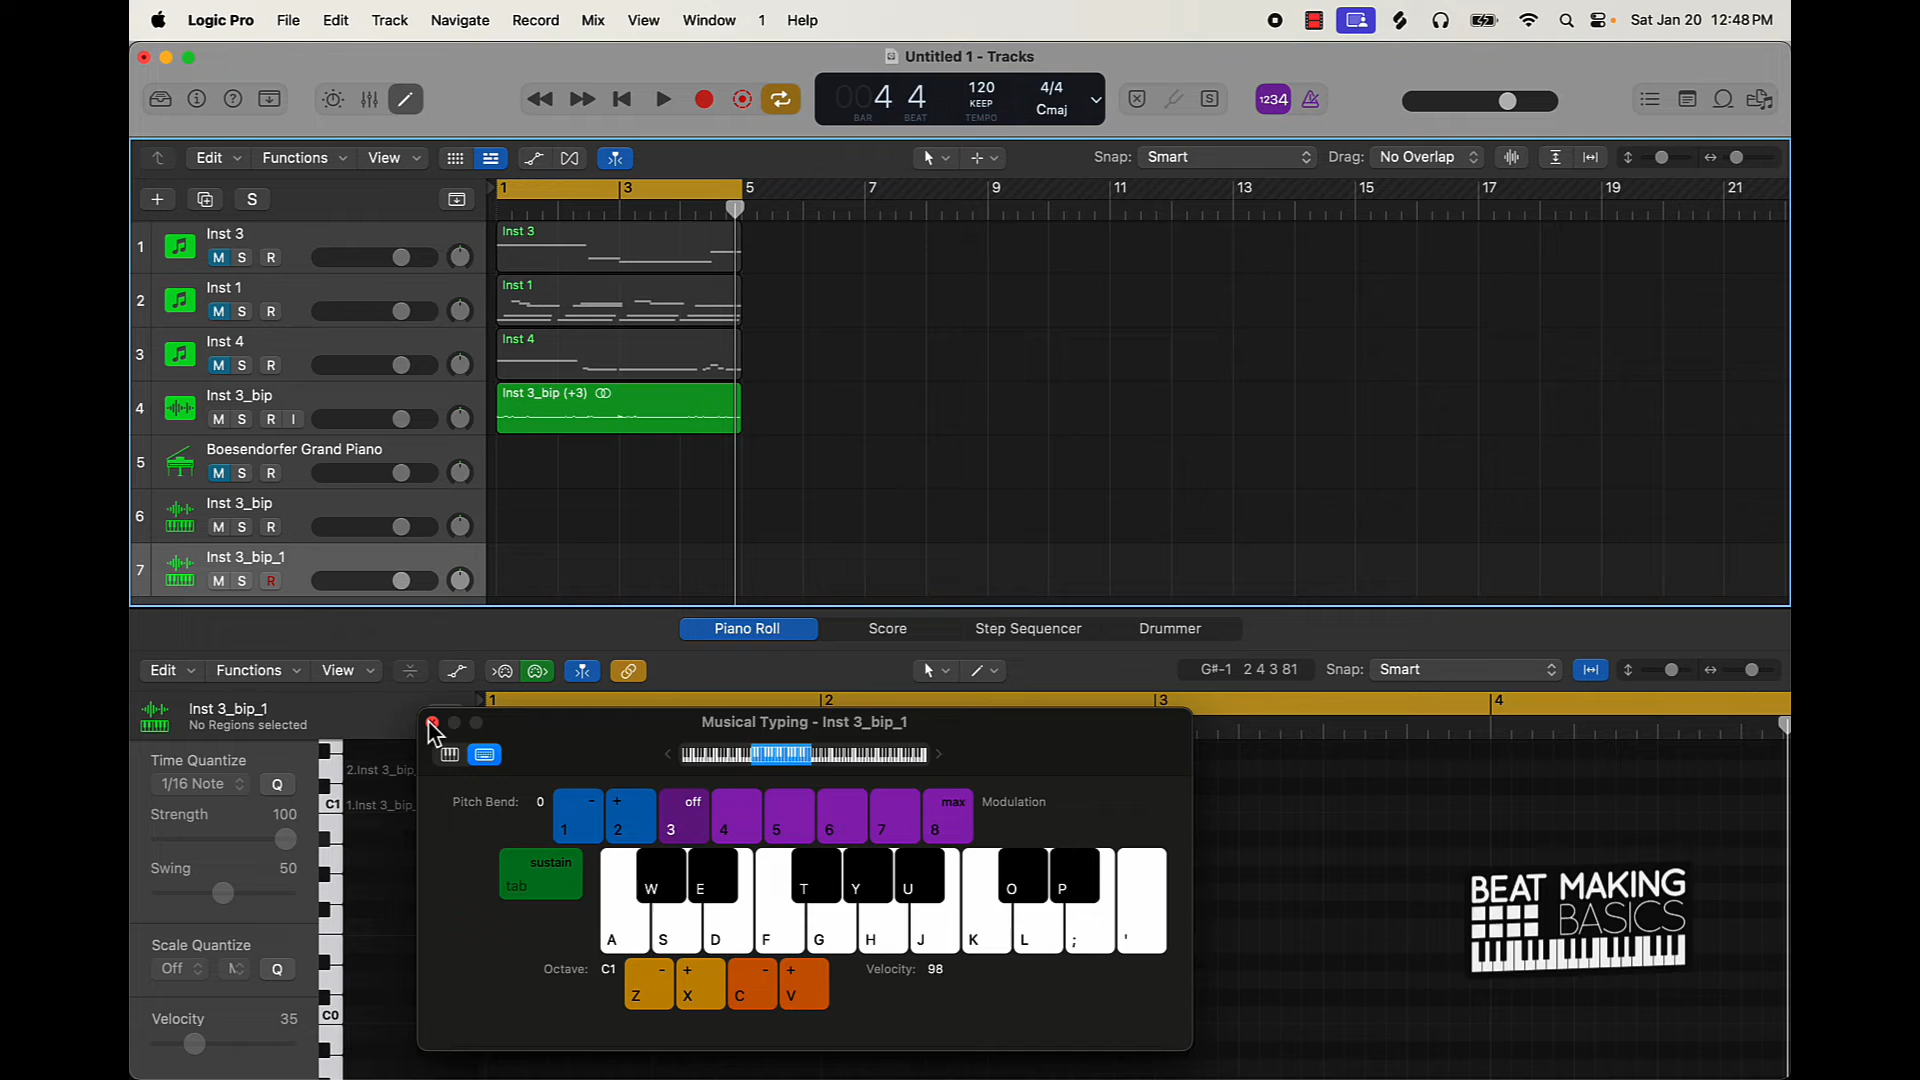 Logic Pro File Edit Track Navigate Record Mix View Window 1 Help Sat Jan 20 12:48 PM
Untitled 1 - Tracks
004 4 120 4/4
KEEP Cmaj
BAR BEAT TEMPO
1234
Edit Functions View Snap: Smart Drag: No Overlap
S 1 3 5 7 9 11 13 15 17 19 21
1 Inst 3 Inst 3
M S R
2 Inst 1 Inst 1
M S R
3 Inst 4 Inst 4
M S R
4 Inst 3_bip Inst 3_bip (+3)
M S R I
5 Boesendorfer Grand Piano
M S R
6 Inst 3_bip
M S R
7 Inst 3_bip_1
M S R
Piano Roll Score Step Sequencer Drummer
Edit Functions View G#-1 2 4 3 81 Snap: Smart
1 2 3 4
Inst 3_bip_1
No Regions selected
Musical Typing - Inst 3_bip_1
Time Quantize
1/16 Note Q
Strength 100
Swing 50
Scale Quantize
Off Q
Velocity 35
C1
C0
2.Inst 3_bip_
1.Inst 3_bip_
Pitch Bend: 0 - + off max Modulation
1 2 3 4 5 6 7 8
sustain
tab
W E T Y U O P
A S D F G H J K L ; '
Octave: C1 - + - + Velocity: 98
Z X C V
BEAT MAKING
BASICS